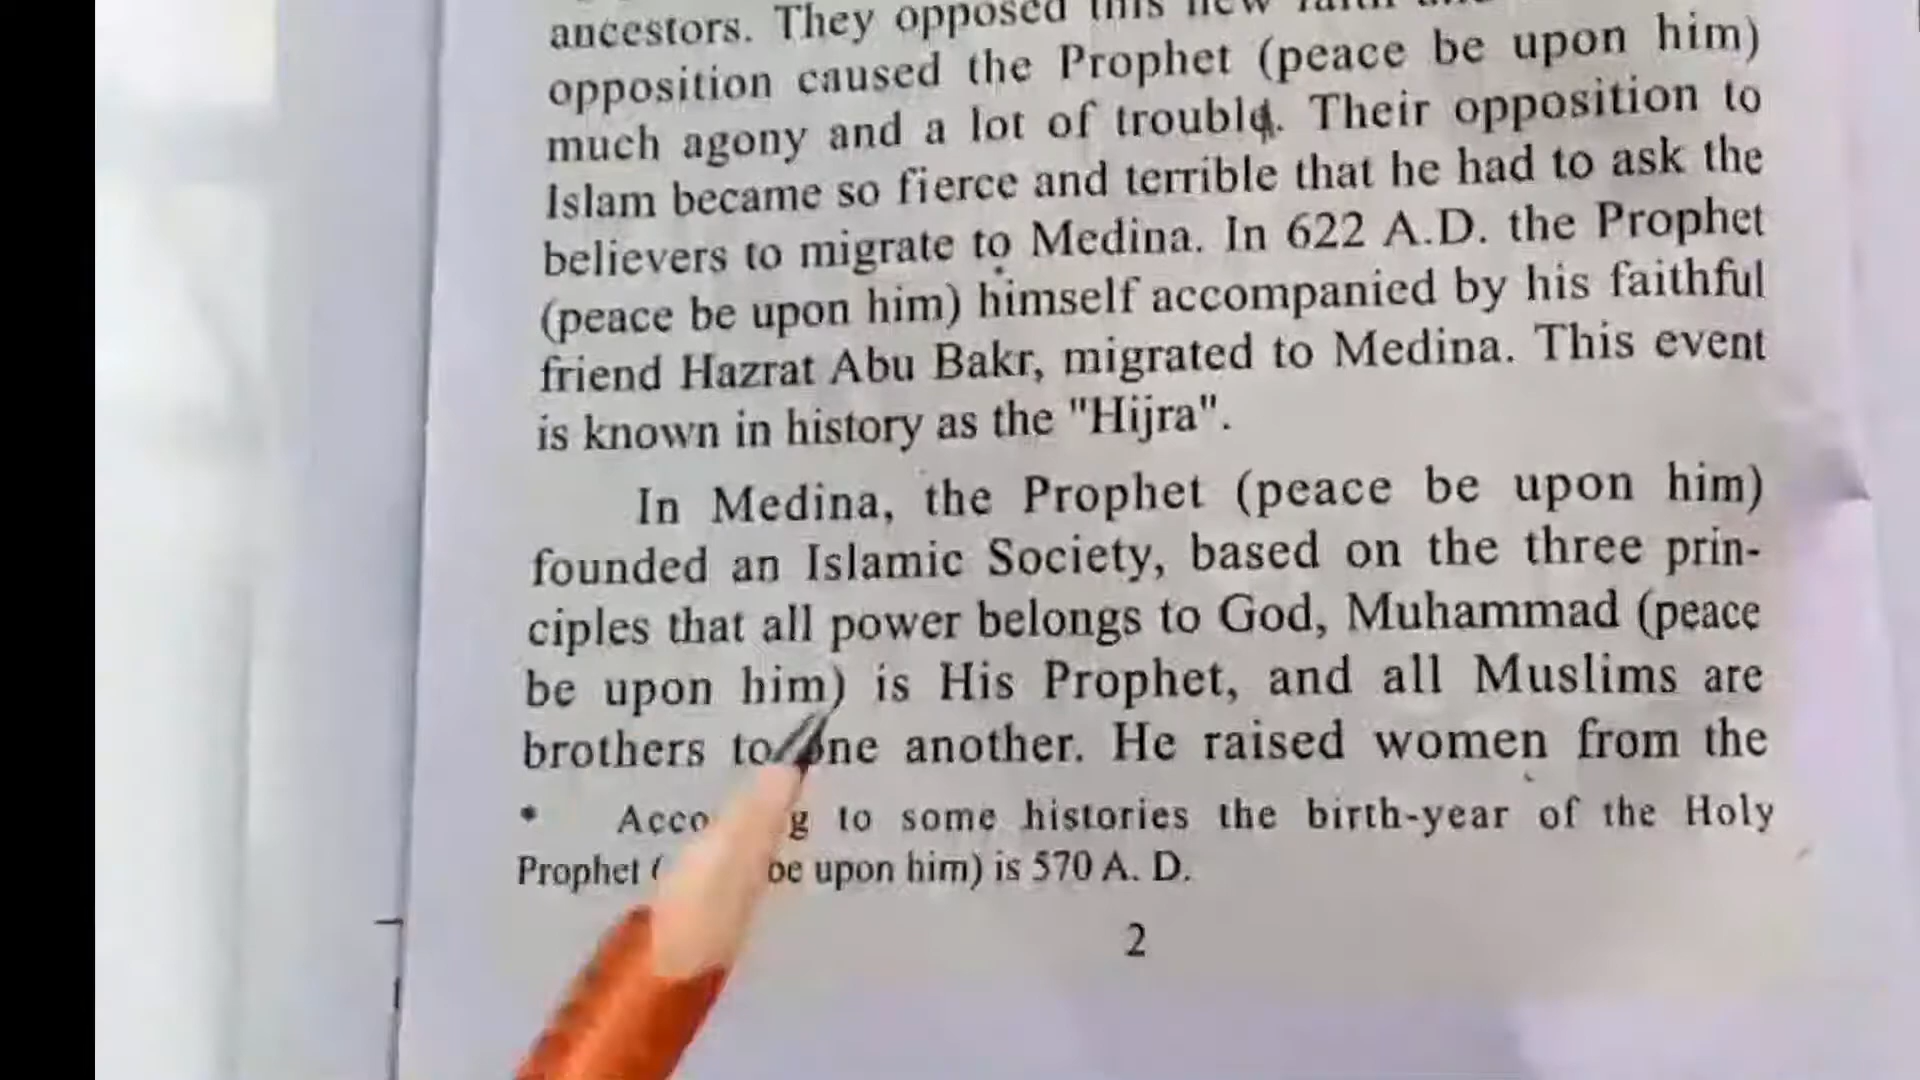 ancestors. They opposed this new faith
opposition caused the Prophet (peace be upon him)
much agony and a lot of trouble. Their opposition to
Islam became so fierce and terrible that he had to ask the
believers to migrate to Medina. In 622 A.D. the Prophet
(peace be upon him) himself accompanied by his faithful
friend Hazrat Abu Bakr, migrated to Medina. This event
is known in history as the "Hijra".
In Medina, the Prophet (peace be upon him)
founded an Islamic Society, based on the three prin-
ciples that all power belongs to God, Muhammad (peace
be upon him) is His Prophet, and all Muslims are
brothers to one another. He raised women from the
* to some histories the birth-year of the Holy
Prophet ( be upon him) is 570 A. D.
2